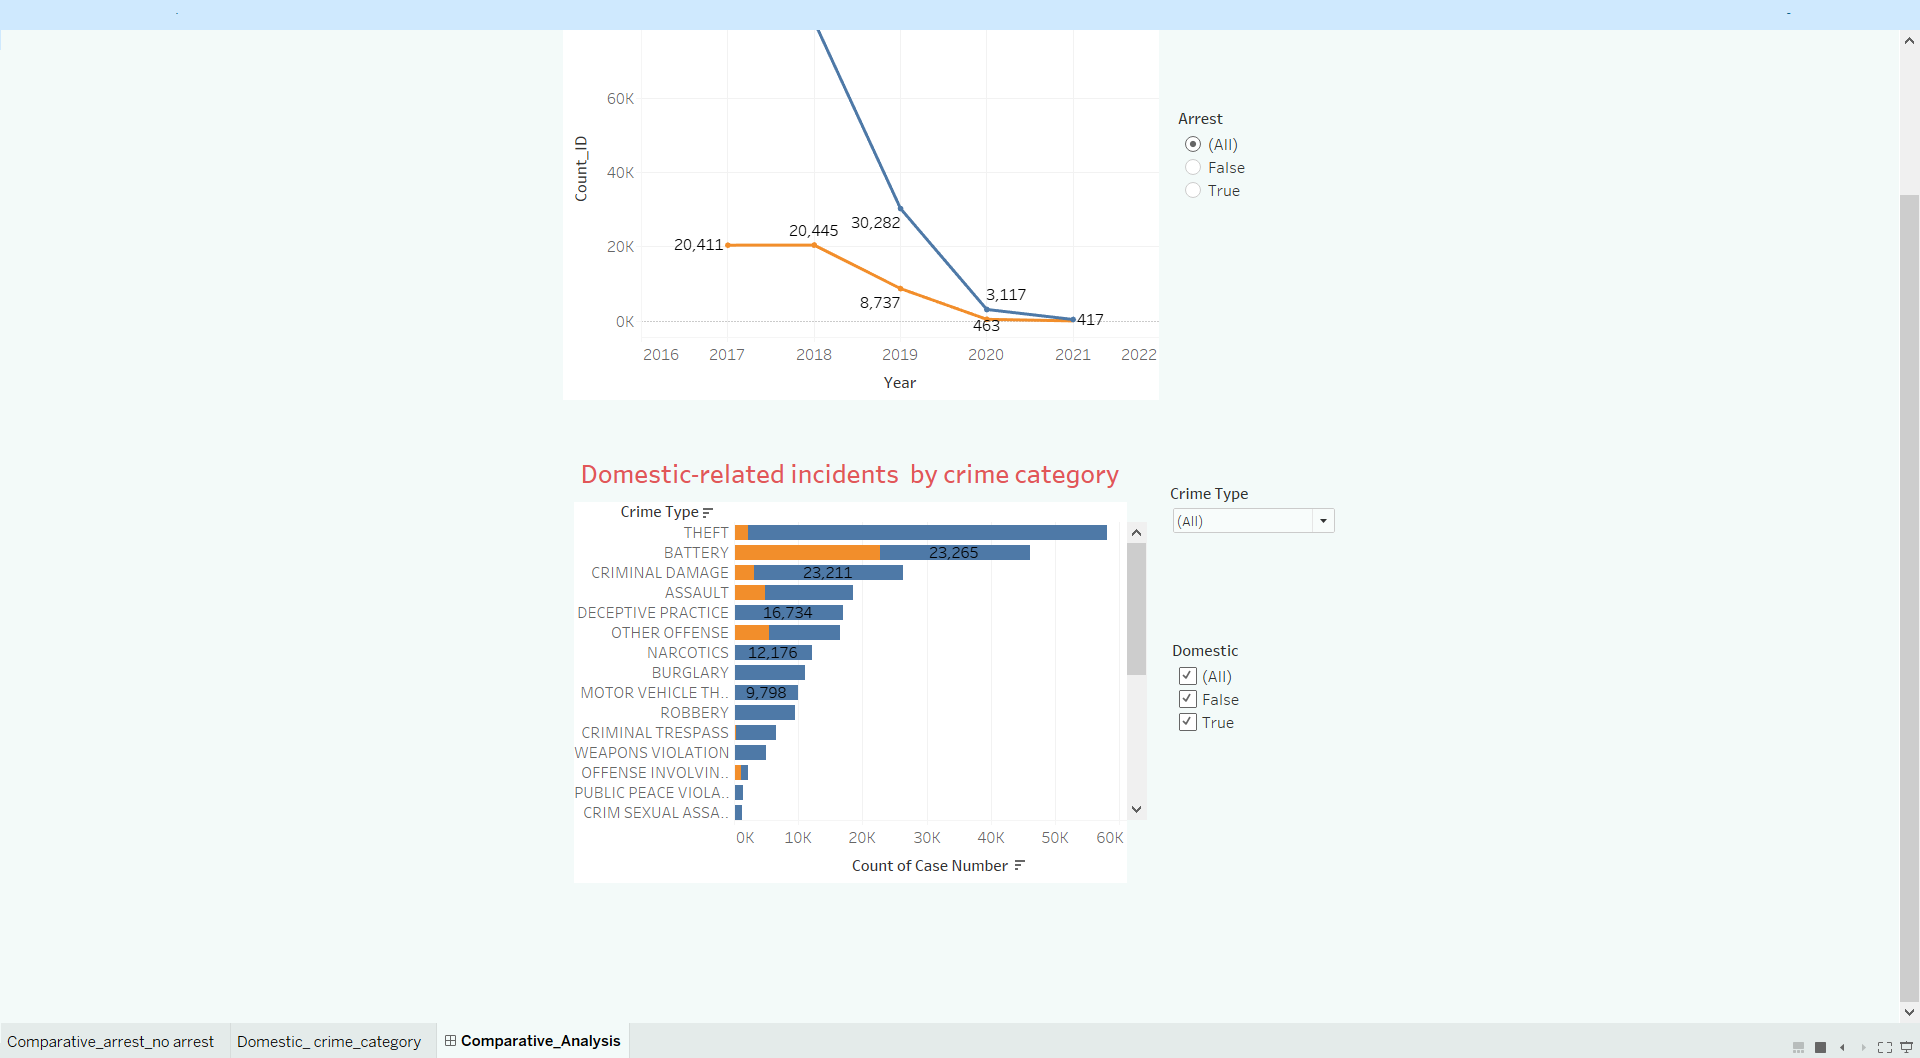 60K
Arrest
(All)
False
True
Count_ID
40K
20K
0K
20,411
20,445
30,282
8,737
3,117
463
417
2016 2017 2018 2019 2020 2021 2022
Year
Domestic-related incidents by crime category
Crime Type
THEFT
BATTERY 23,265
CRIMINAL DAMAGE 23,211
ASSAULT
DECEPTIVE PRACTICE 16,734
OTHER OFFENSE
NARCOTICS 12,176
BURGLARY
MOTOR VEHICLE TH.. 9,798
ROBBERY
CRIMINAL TRESPASS
WEAPONS VIOLATION
OFFENSE INVOLVIN..
PUBLIC PEACE VIOLA..
CRIM SEXUAL ASSA..
0K 10K 20K 30K 40K 50K 60K
Count of Case Number
Crime Type
(All)
Domestic
(All)
False
True
Comparative_arrest_no arrest
Domestic_ crime_category
Comparative_Analysis